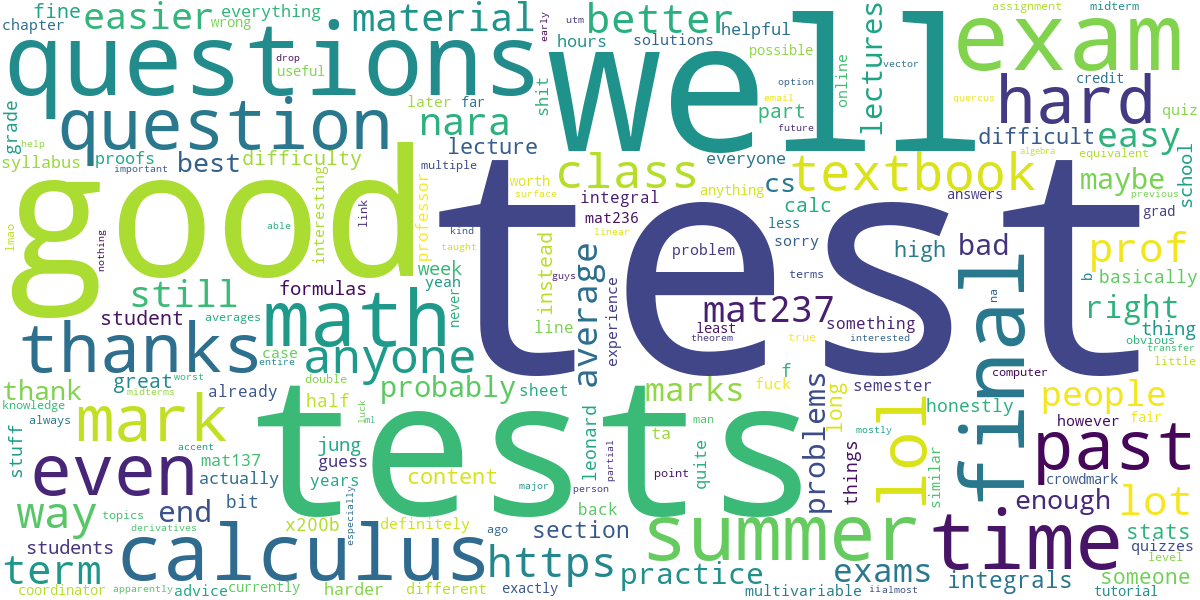 fine
easier
everything
material
better
lectures
exam
assignment
midterm
chapter
wrong
early
utm
helpful
hours
solutions
possible
online
vector
questions
drop
useful
shit
option
email
well
quercus
credit
hard
quiz
grade
question
later
far
nara
part
future
difficult
easy
help
syllabus
proofs
important
best
difficulty
lecture
multiple
everyone
class
textbook
algebra
equivalent
school
good
interesting
link
professor
worth
surface
integral
anything
cs
answers
maybe
previous
grad
able
kind
mat236
calc
less
sorry
high
bad
prof
lmao
nothing
taught
linear
problem
test
basically
week
yeah
guys
terms
b
still
formulas
never
instead
average
experience
mat237
na
right
thing
student
averages
line
least
theorem
something
true
interested
final
obvious
transfer
little
thanks
math
case
entire
anyone
computer
thank
great
worst
already
double
probably
sheet
marks
f
fuck
semester
people
knowledge
midterms
half
luck
problems
long
lol
honestly
however
fair
always
mark
tests
ml
leonard
ta
man
mostly
past
stuff
accent
jung
guess
partial
quite
things
similar
even
mat137
actually
years
content
point
crowdmark
bit
especially
major
person
enough
lot
way
topics
end
x200b
definitely
ago
back
section
summer
time
stats
derivatives
students
quizzes
level
calculus
https
practice
exams
integrals
someone
term
coordinator
apparently
advice
currently
harder
different
exactly
multivariable
ii
almost
tutorial